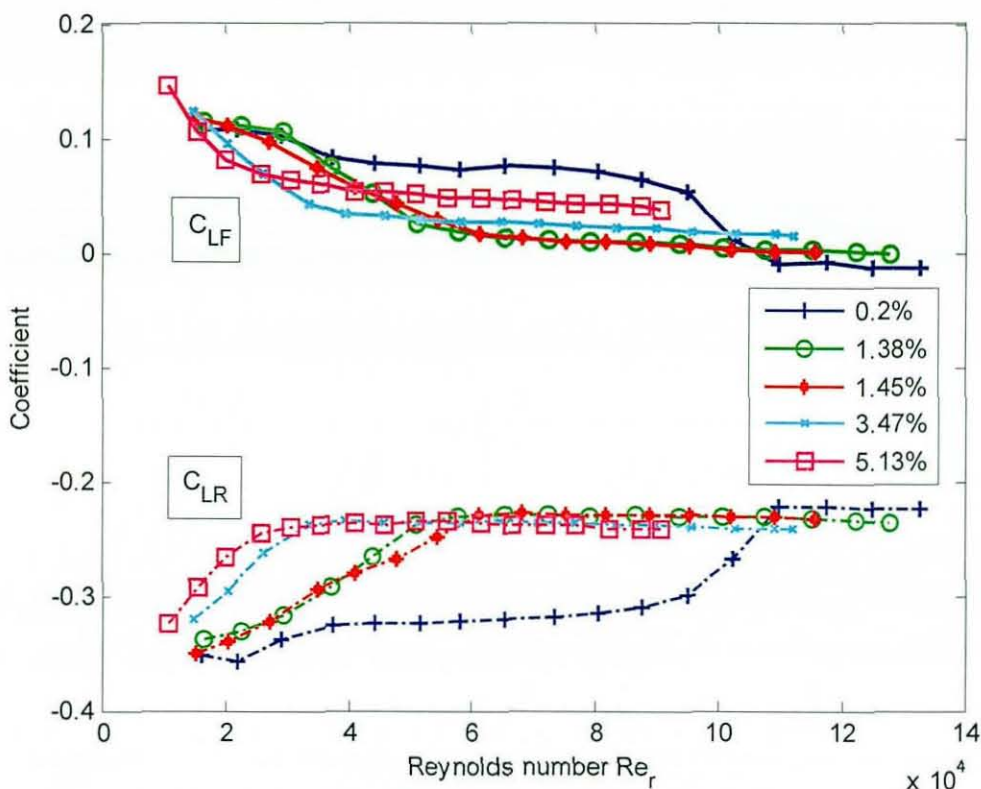 0.2
0.1
0
-0.1
-0.2
-0.3
-0.4
Coefficient
C_LF
C_LR
0.2%
1.38%
1.45%
3.47%
5.13%
0 2 4 6 8 10 12 14
Reynolds number Re_r
x 10^4